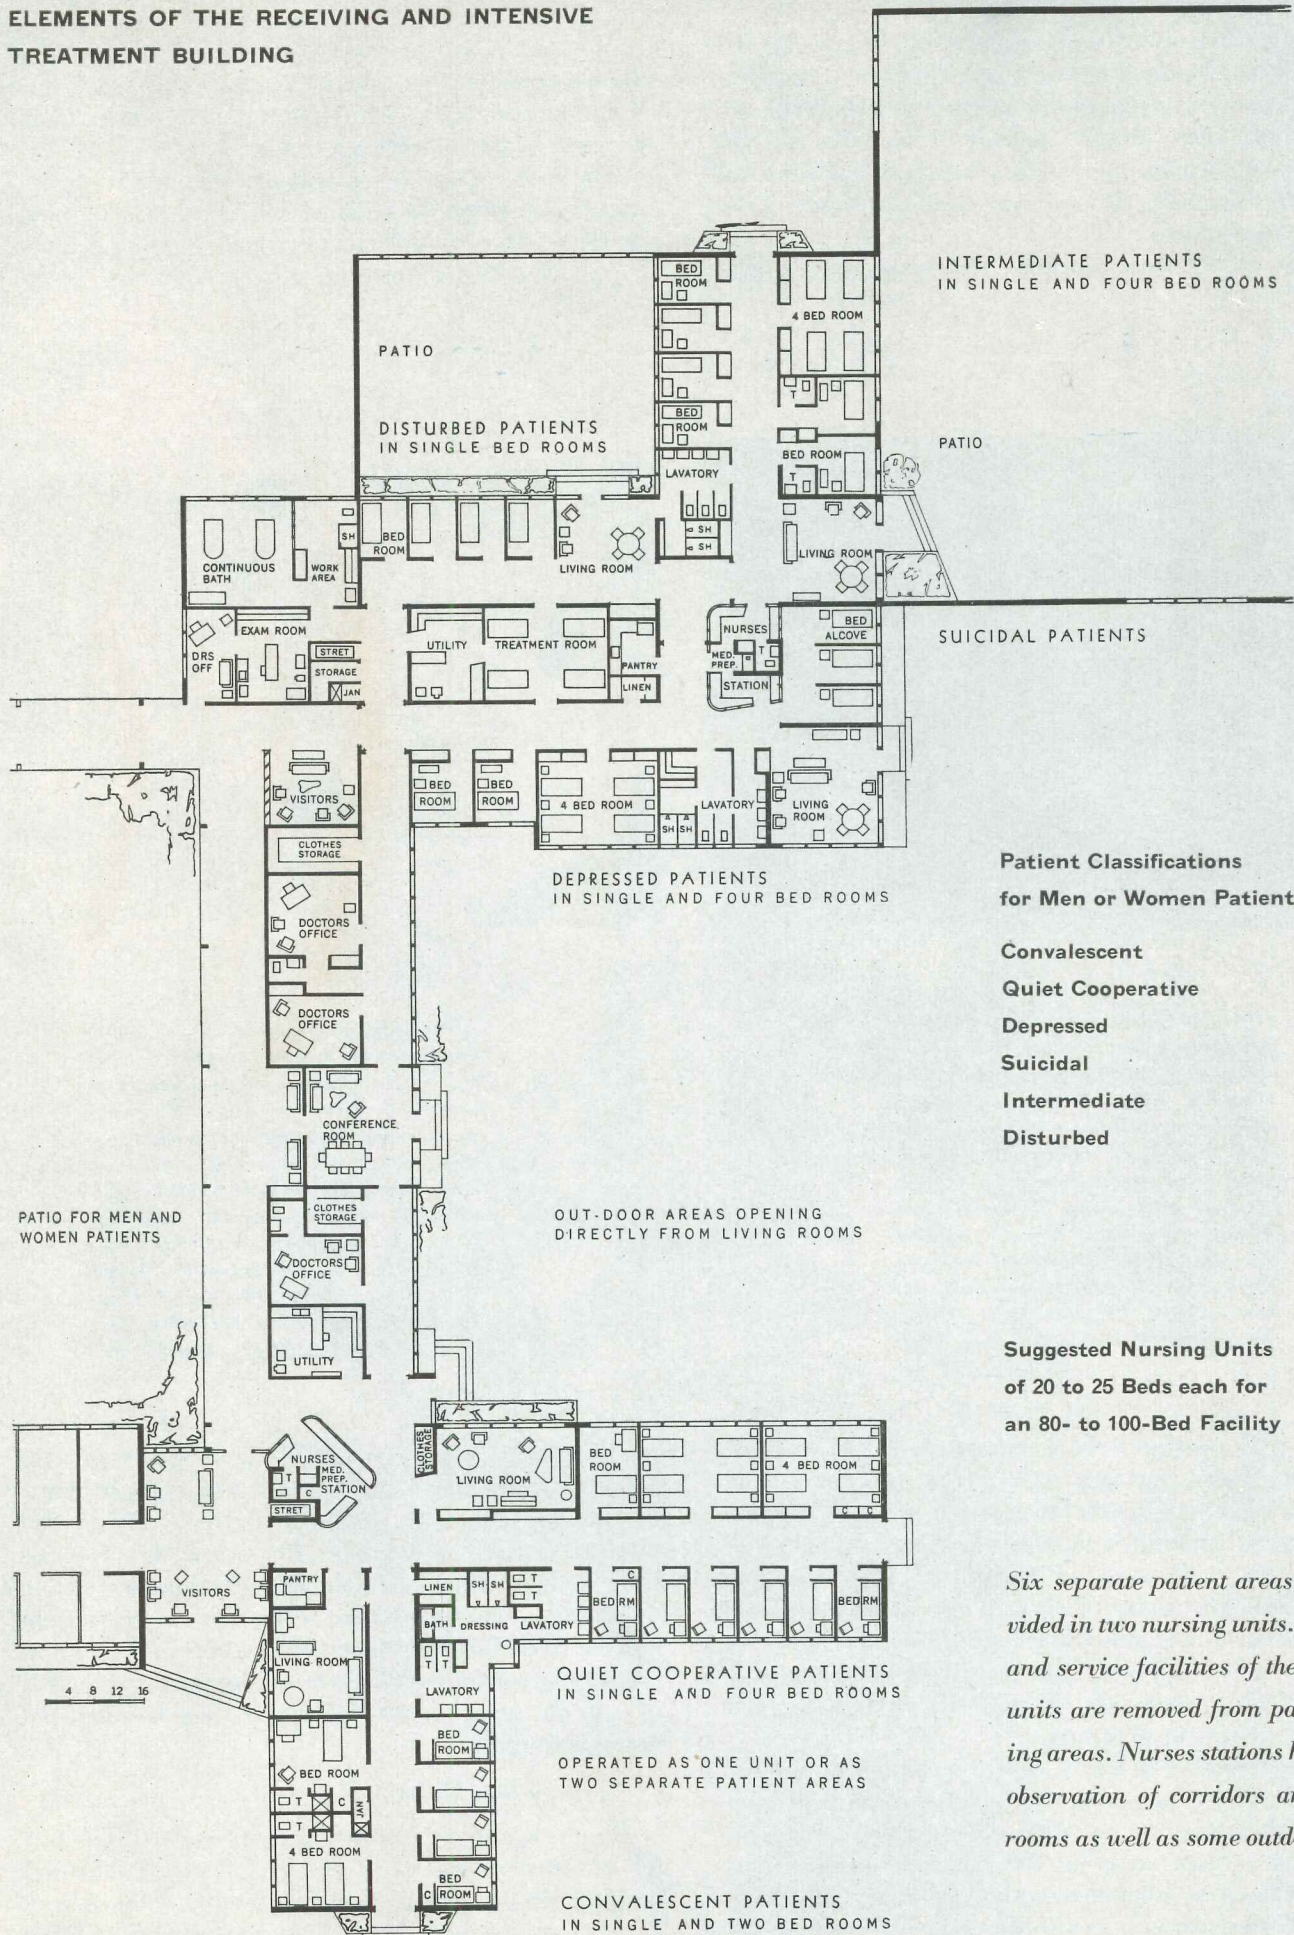 ELEMENTS OF THE RECEIVING AND INTENSIVE
TREATMENT BUILDING
INTERMEDIATE PATIENTS
IN SINGLE AND FOUR BED ROOMS
BED
ROOM
4 BED ROOM
PATIO
DISTURBED PATIENTS
IN SINGLE BED ROOMS
BED
ROOM
T
BED ROOM
T
PATIO
LAVATORY
SH
SH
SH
CONTINUOUS
BATH
WORK
AREA
BED
ROOM
LIVING ROOM
LIVING ROOM
DRS
OFF
EXAM ROOM
STRET
STORAGE
JAN
UTILITY
TREATMENT ROOM
PANTRY
LINEN
NURSES
MED.
PREP.
T
STATION
BED
ALCOVE
SUICIDAL PATIENTS
VISITORS
BED
ROOM
BED
ROOM
4 BED ROOM
SH
SH
LAVATORY
LIVING
ROOM
CLOTHES
STORAGE
DEPRESSED PATIENTS
IN SINGLE AND FOUR BED ROOMS
Patient Classifications
for Men or Women Patient
Convalescent
Quiet Cooperative
Depressed
Suicidal
Intermediate
Disturbed
DOCTORS
OFFICE
DOCTORS
OFFICE
CONFERENCE
ROOM
PATIO FOR MEN AND
WOMEN PATIENTS
CLOTHES
STORAGE
OUT-DOOR AREAS OPENING
DIRECTLY FROM LIVING ROOMS
DOCTORS
OFFICE
UTILITY
Suggested Nursing Units
of 20 to 25 Beds each for
an 80- to 100-Bed Facility
NURSES
MED.
PREP.
STATION
T
C
STRET
CLOTHES
STORAGE
LIVING ROOM
BED
ROOM
4 BED ROOM
C C
VISITORS
PANTRY
LINEN
SH
SH
T
T
BATH
DRESSING
LAVATORY
C
BED RM
BED RM
LIVING ROOM
T T
LAVATORY
4 8 12 16
QUIET COOPERATIVE PATIENTS
IN SINGLE AND FOUR BED ROOMS
BED
ROOM
BED ROOM
T
C
JAN
T
OPERATED AS ONE UNIT OR AS
TWO SEPARATE PATIENT AREAS
4 BED ROOM
BED
ROOM
C
CONVALESCENT PATIENTS
IN SINGLE AND TWO BED ROOMS
Six separate patient areas
vided in two nursing units.
and service facilities of the
units are removed from pa
ing areas. Nurses stations h
observation of corridors a
rooms as well as some outd